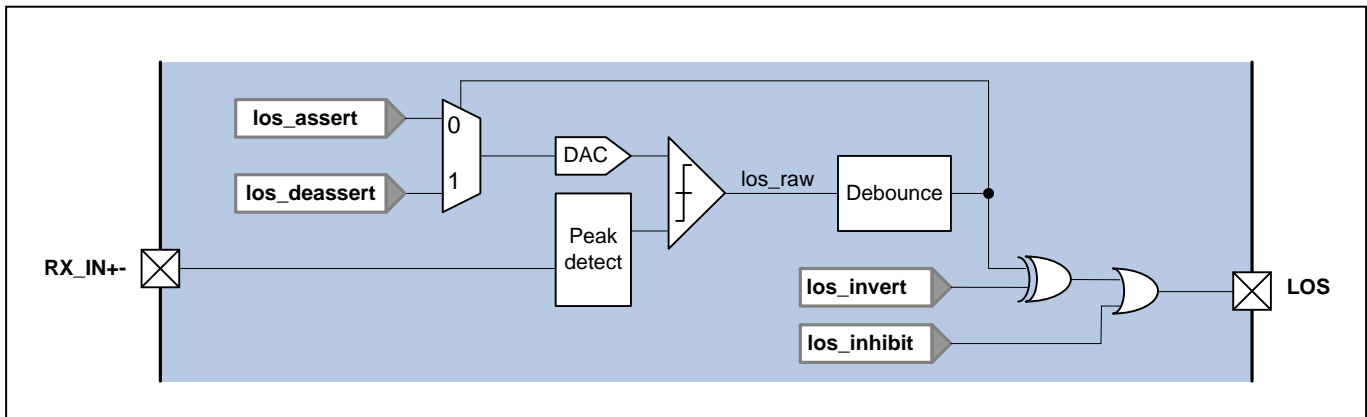 los_assert
0
DAC
los_raw
Debounce
los_deassert
1
Peak
detect
RX_IN+-
los_invert
LOS
los_inhibit